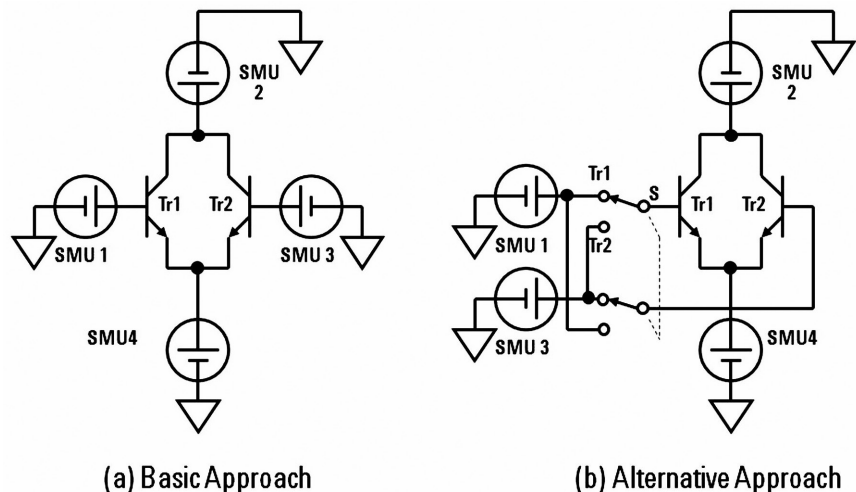 SMU
2
Tr1
Tr2
SMU 1
SMU 3
SMU4
(a) Basic Approach
SMU
2
Tr1
S
Tr1
Tr2
SMU 1
Tr2
SMU 3
SMU4
(b) Alternative Approach